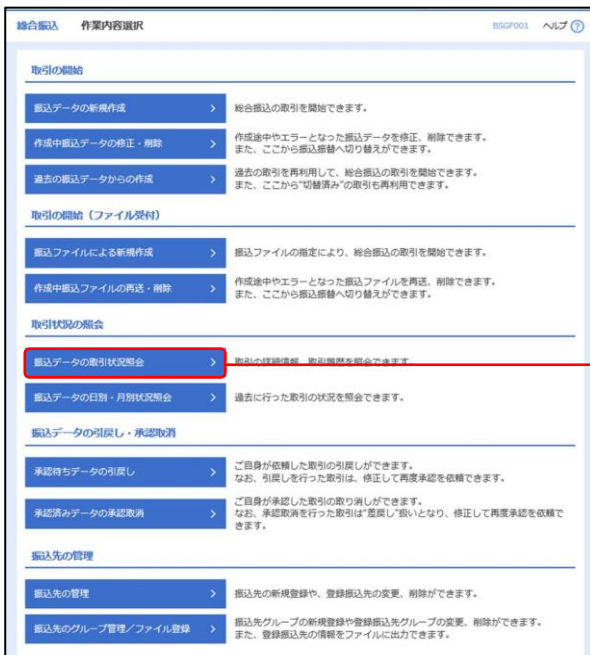 総合振込 作業内容選択 BSGF001 ヘルプ ?
取引の開始
振込データの新規作成 > 総合振込の取引を開始できます。
作成中振込データの修正・削除 > 作成途中やエラーとなった振込データを修正、削除できます。
また、ここから振込振替へ切り替えができます。
過去の振込データからの作成 > 過去の取引を再利用して、総合振込の取引を開始できます。
また、ここから"切替済み"の取引も再利用できます。
取引の開始（ファイル受付）
振込ファイルによる新規作成 > 振込ファイルの指定により、総合振込の取引を開始できます。
作成中振込ファイルの再送・削除 > 作成途中やエラーとなった振込ファイルを再送、削除できます。
また、ここから振込振替へ切り替えができます。
取引状況の照会
振込データの取引状況照会 > 取引の詳細情報、取引履歴を照会できます。
振込データの日別・月別状況照会 > 過去に行った取引の状況を照会できます。
振込データの引戻し・承認取消
承認待ちデータの引戻し > ご自身が依頼した取引の引戻しができます。
なお、引戻しを行った取引は、修正して再度承認を依頼できます。
承認済みデータの承認取消 > ご自身が承認した取引の取り消しができます。
なお、承認取消を行った取引は"差戻し"扱いとなり、修正して再度承認を依頼で
きます。
振込先の管理
振込先の管理 > 振込先の新規登録や、登録振込先の変更、削除ができます。
振込先のグループ管理／ファイル登録 > 振込先グループの新規登録や登録振込先グループの変更、削除ができます。
また、登録振込先の情報をファイルに出力できます。